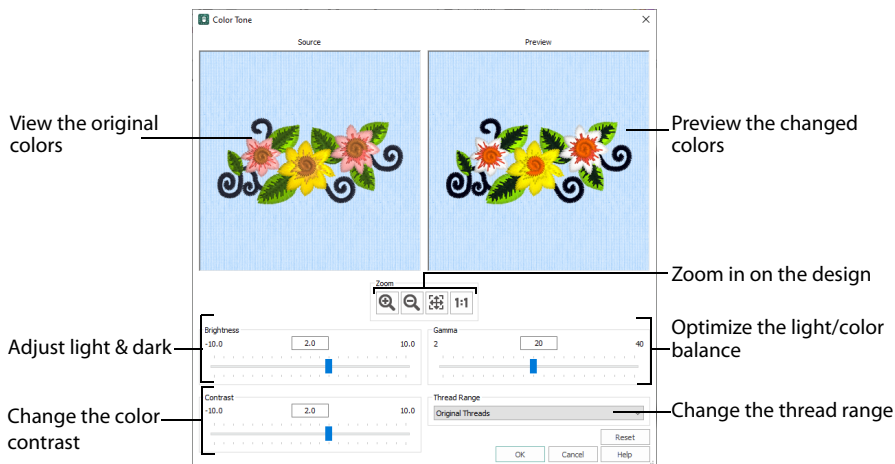 Color Tone
Source
Preview
View the original
colors
Preview the changed
colors
Zoom
1:1
Zoom in on the design
Brightness
-10.0
2.0
10.0
Gamma
2
20
40
Adjust light & dark
Optimize the light/color
balance
Contrast
-10.0
2.0
10.0
Thread Range
Original Threads
Change the color
contrast
Change the thread range
Reset
OK
Cancel
Help